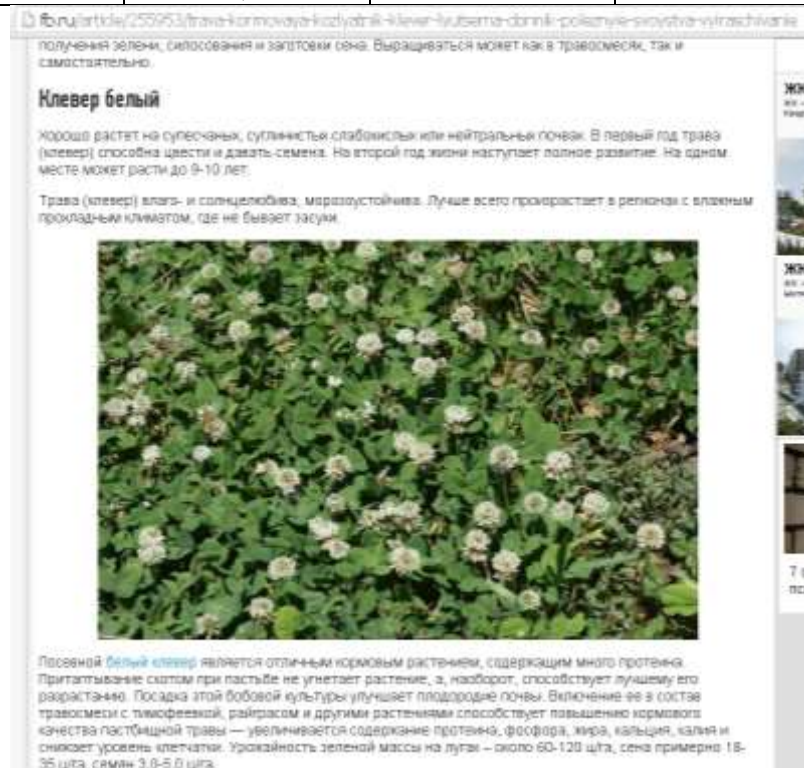 fb.ru/article/255953/trava-kormovaya-kozlyatnik-klever-lyutserna-donnik-poleznyie-svoystva-vyiraschivanie
получения зелени, силосования и заготовки сена. Выращиваться может как в травосмесях, так и
самостоятельно.
Клевер белый
Хорошо растет на супесчаных, суглинистых слабокислых или нейтральных почвах. В первый год трава
(клевер) способна цвести и давать семена. На второй год жизни наступает полное развитие. На одном
месте может расти до 9-10 лет.
Трава (клевер) влаго- и солнцелюбива, морозоустойчива. Лучше всего произрастает в регионах с влажным
прохладным климатом, где не бывает засухи.
Посевной белый клевер является отличным кормовым растением, содержащим много протеина.
Притаптывание скотом при пастьбе не угнетает растение, а, наоборот, способствует лучшему его
разрастанию. Посадка этой бобовой культуры улучшает плодородие почвы. Включение ее в состав
травосмеси с тимофеевкой, райграсом и другими растениями способствует повышению кормового
качества пастбищной травы — увеличивается содержание протеина, фосфора, жира, кальция, калия и
снижает уровень клетчатки. Урожайность зеленой массы на лугах – около 60-120 ц/га, сена примерно 18-
35 ц/га, семян 3,0-5,0 ц/га.